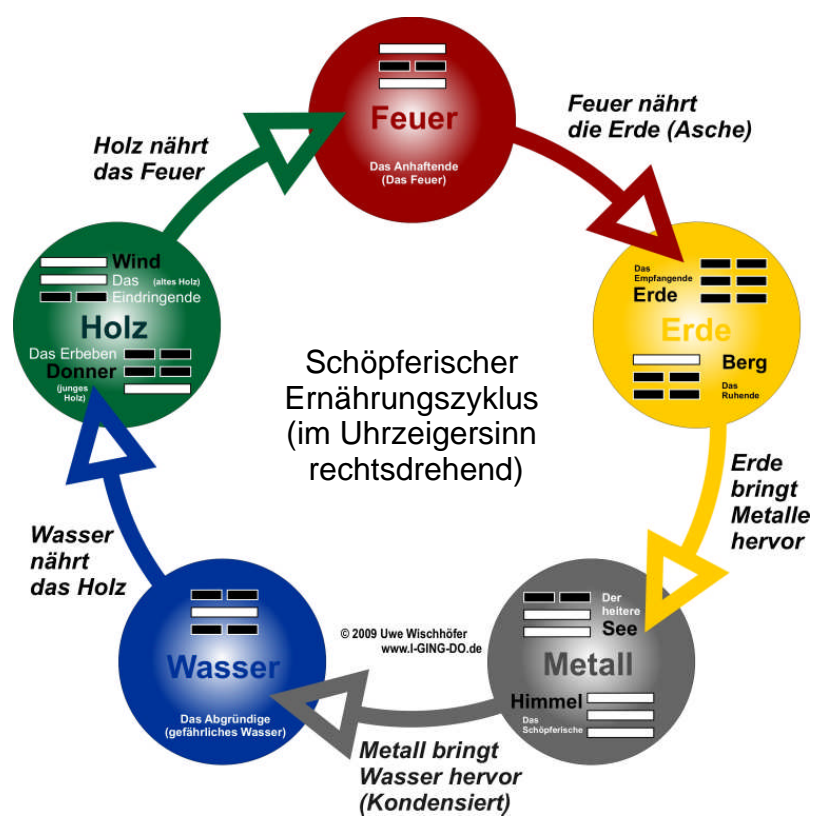 Feuer
Das Anhaftende
(Das Feuer)
Feuer nährt
die Erde (Asche)
Das
Empfangende
Erde
Erde
Berg
Das
Ruhende
Erde
bringt
Metalle
hervor
Der
heitere
See
Metall
Himmel
Das
Schöpferische
Metall bringt
Wasser hervor
(Kondensiert)
Wasser
Das Abgründige
(gefährliches Wasser)
Wasser
nährt
das Holz
Wind
Das (altes Holz)
Eindringende
Holz
Das Erbeben
Donner
(junges
Holz)
Holz nährt
das Feuer
Schöpferischer
Ernährungszyklus
(im Uhrzeigersinn
rechtsdrehend)
© 2009 Uwe Wischhöfer
www.I-GING-DO.de